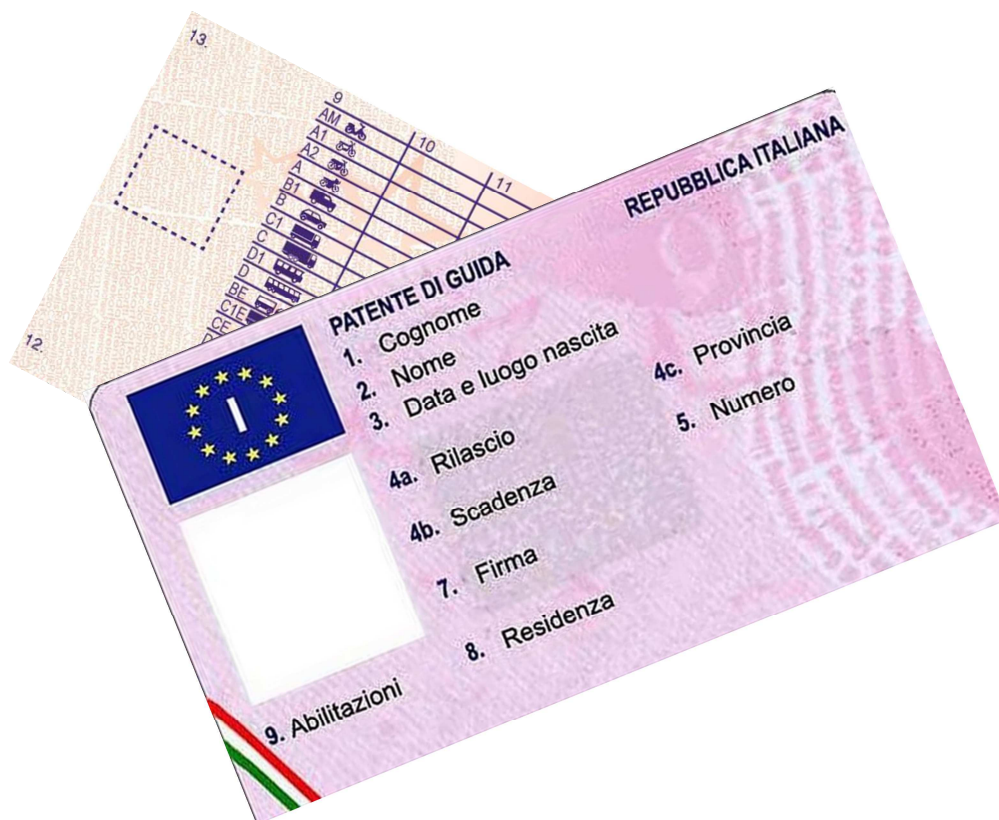 13.
12.
9
10
11
AM
A1
A2
A
B1
B
C1
C
D1
D
BE
C1E
CE
REPUBBLICA ITALIANA
PATENTE DI GUIDA
I
1. Cognome
2. Nome
3. Data e luogo nascita
4a. Rilascio
4c. Provincia
4b. Scadenza
5. Numero
7. Firma
8. Residenza
9. Abilitazioni